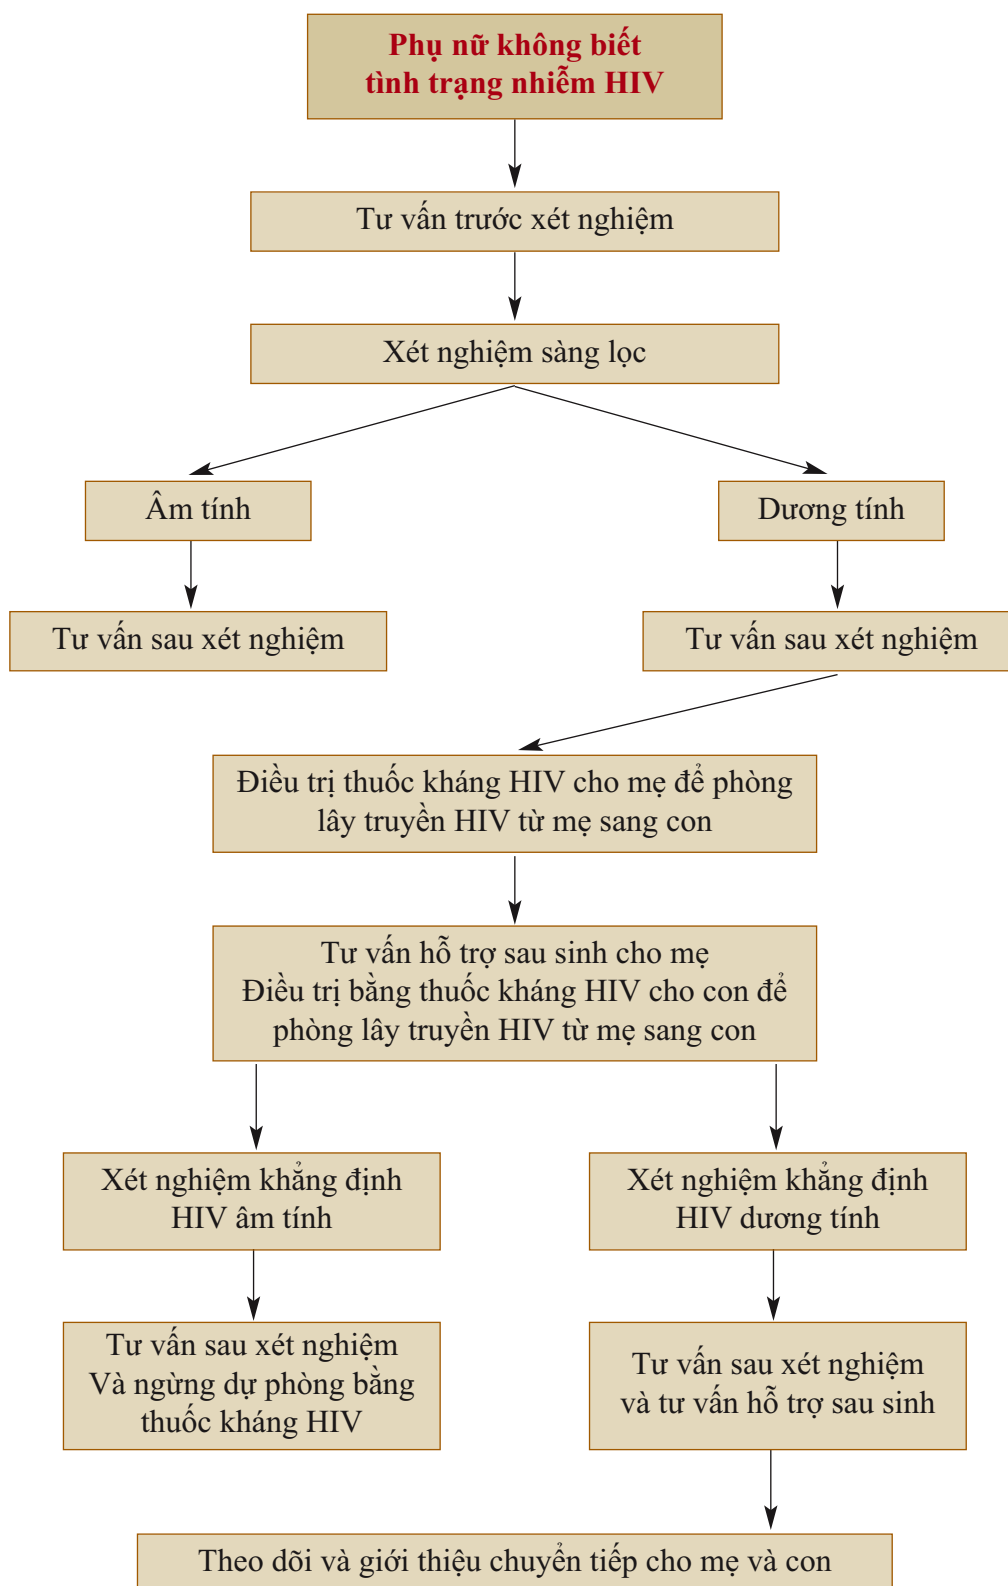 Phụ nữ không biết
tình trạng nhiễm HIV
Tư vấn trước xét nghiệm
Xét nghiệm sàng lọc
Âm tính
Dương tính
Tư vấn sau xét nghiệm
Tư vấn sau xét nghiệm
Điều trị thuốc kháng HIV cho mẹ để phòng
lây truyền HIV từ mẹ sang con
Tư vấn hỗ trợ sau sinh cho mẹ
Điều trị bằng thuốc kháng HIV cho con để
phòng lây truyền HIV từ mẹ sang con
Xét nghiệm khẳng định
HIV âm tính
Xét nghiệm khẳng định
HIV dương tính
Tư vấn sau xét nghiệm
Và ngừng dự phòng bằng
thuốc kháng HIV
Tư vấn sau xét nghiệm
và tư vấn hỗ trợ sau sinh
Theo dõi và giới thiệu chuyển tiếp cho mẹ và con